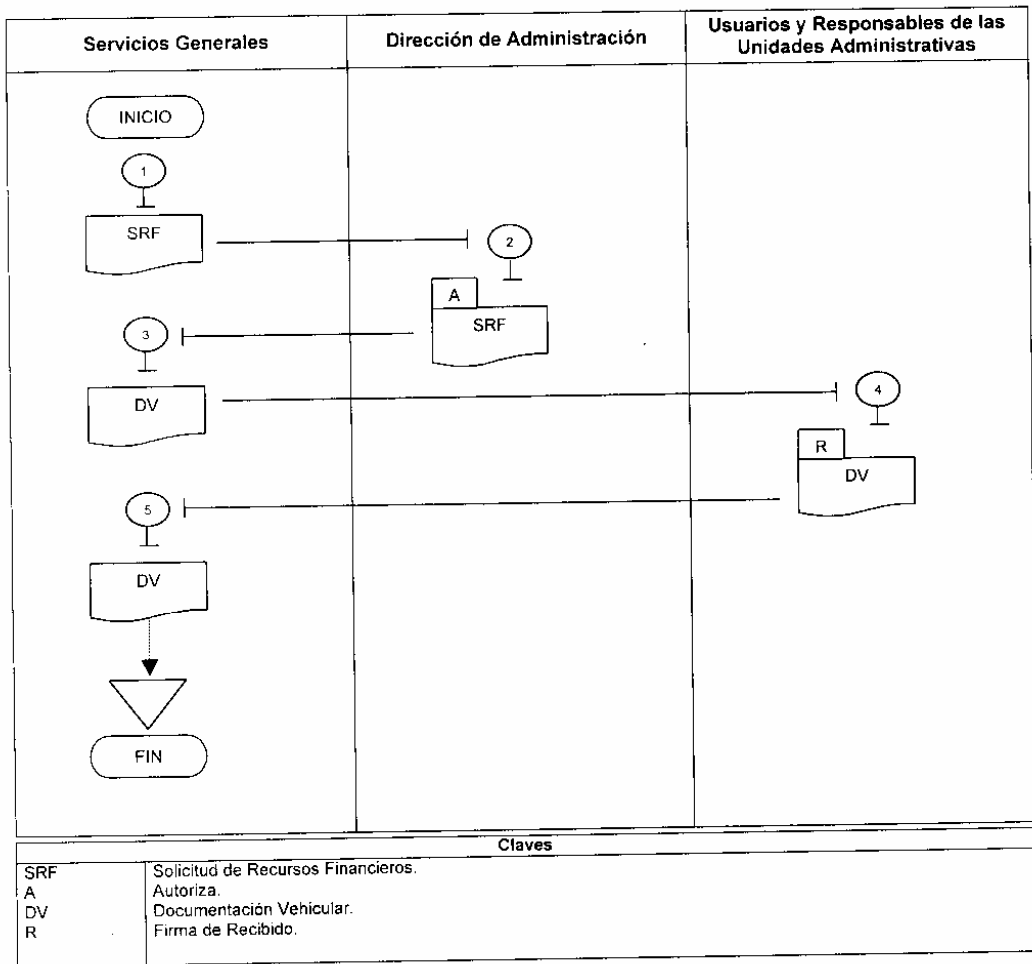 Servicios Generales
Dirección de Administración
Usuarios y Responsables de las
Unidades Administrativas
INICIO
1
SRF
2
A
SRF
3
DV
4
R
DV
5
DV
FIN
Claves
SRF Solicitud de Recursos Financieros.
A Autoriza.
DV Documentación Vehicular.
R Firma de Recibido.